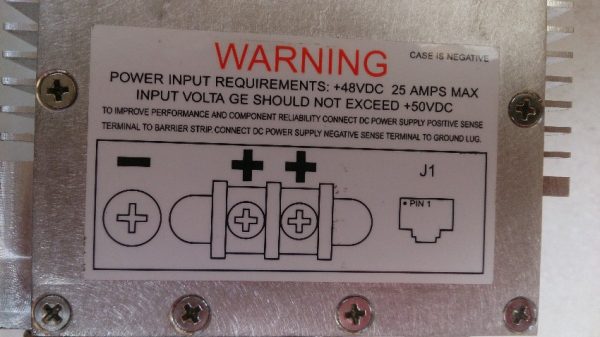 WARNING
CASE IS NEGATIVE
POWER INPUT REQUIREMENTS: +48VDC 25 AMPS MAX
INPUT VOLTA GE SHOULD NOT EXCEED +50VDC
TO IMPROVE PERFORMANCE AND COMPONENT RELIABILITY CONNECT DC POWER SUPPLY POSITIVE SENSE
TERMINAL TO BARRIER STRIP. CONNECT DC POWER SUPPLY NEGATIVE SENSE TERMINAL TO GROUND LUG.
− + + J1
PIN 1